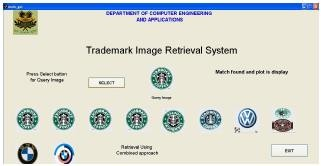 DEPARTMENT OF COMPUTER ENGINEERING
AND APPLICATIONS
Trademark Image Retrieval System
Press Select button
for Query Image
SELECT
Match found and plot is display
Query Image
Retrieval Using
Combined approach
EXIT